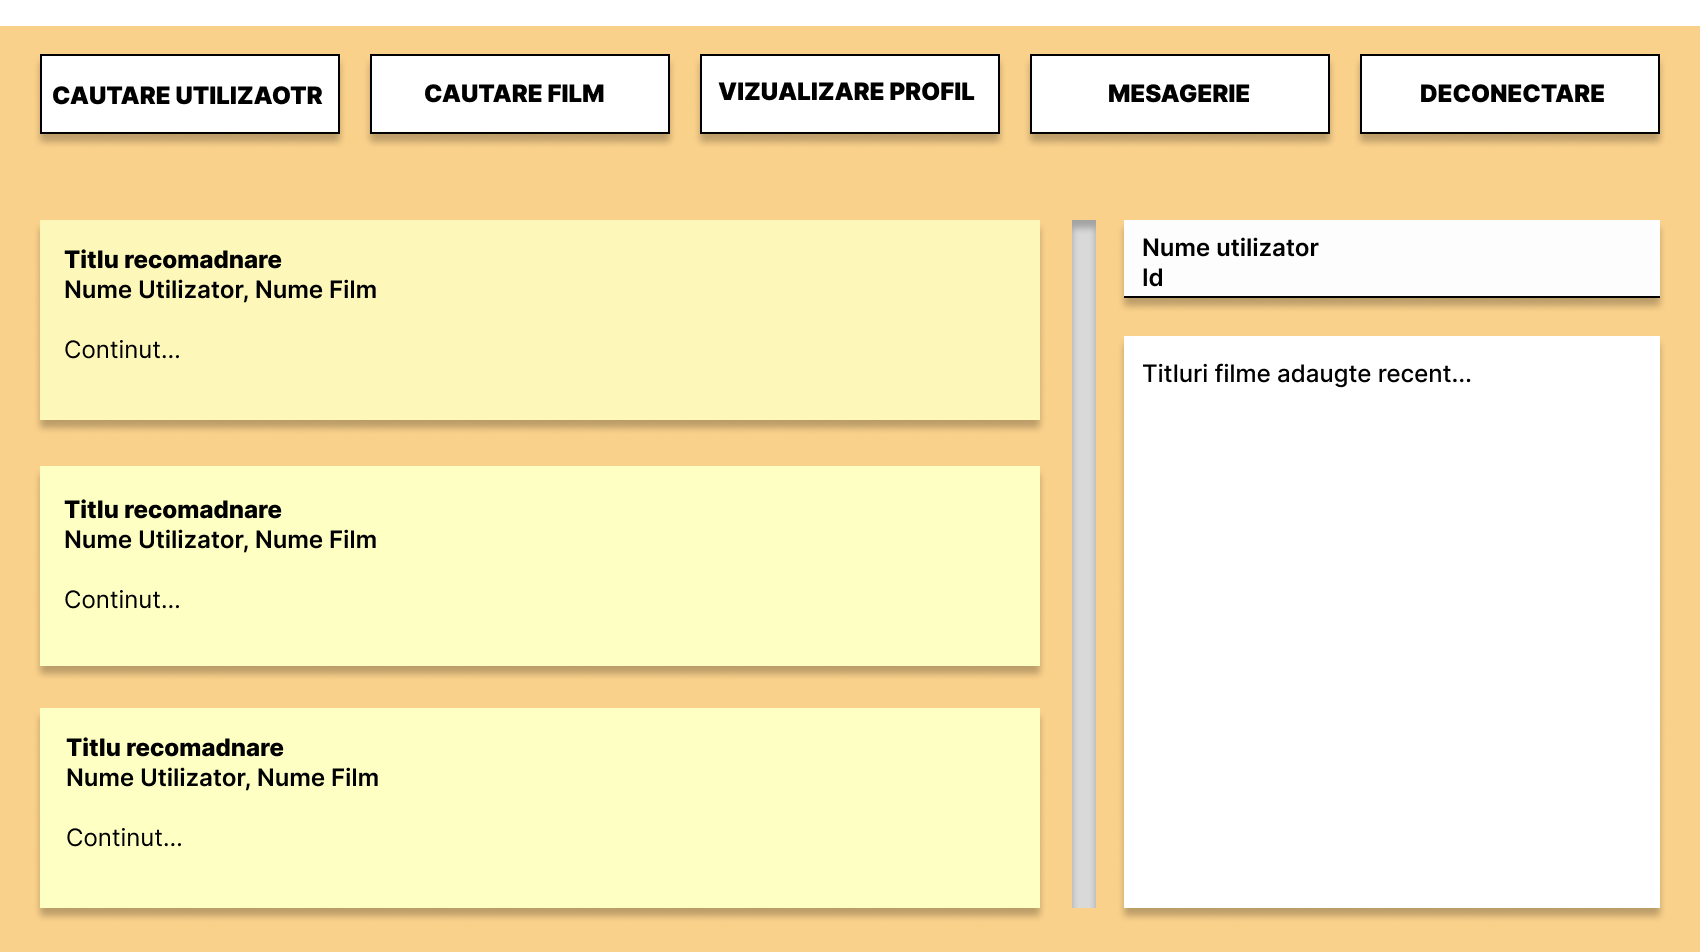 CAUTARE UTILIZAOTR
CAUTARE FILM
VIZUALIZARE PROFIL
MESAGERIE
DECONECTARE
Titlu recomadnare
Nume Utilizator, Nume Film
Continut...
Titlu recomadnare
Nume Utilizator, Nume Film
Continut...
Titlu recomadnare
Nume Utilizator, Nume Film
Continut...
Nume utilizator
Id
Titluri filme adaugte recent...